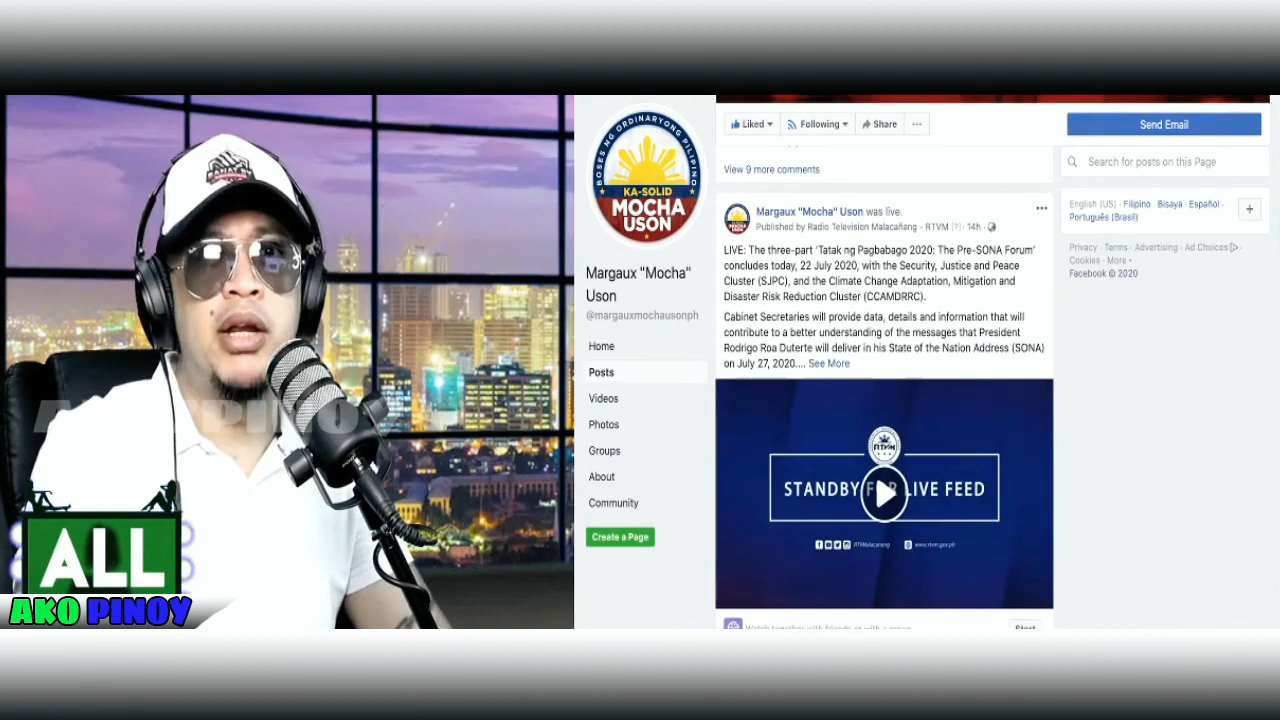 ALL
AKO PINOY
BOSES NG ORDINARYONG PILIPINO
KA-SOLID
MOCHA
USON
Margaux "Mocha"
Uson
@margauxmochausonph
Home
Posts
Videos
Photos
Groups
About
Community
Create a Page
Liked
Following
Share
View 9 more comments
Margaux "Mocha" Uson was live.
Published by Radio Television Malacañang - RTVM [?] · 14h ·
LIVE: The three-part 'Tatak ng Pagbabago 2020: The Pre-SONA Forum'
concludes today, 22 July 2020, with the Security, Justice and Peace
Cluster (SJPC), and the Climate Change Adaptation, Mitigation and
Disaster Risk Reduction Cluster (CCAMDRRC).
Cabinet Secretaries will provide data, details and information that will
contribute to a better understanding of the messages that President
Rodrigo Roa Duterte will deliver in his State of the Nation Address (SONA)
on July 27, 2020.... See More
RTVM
STANDBY FOR LIVE FEED
RTVMalacanang
www.rtvm.gov.ph
Send Email
Search for posts on this Page
English (US) · Filipino · Bisaya · Español ·
Português (Brasil)
Privacy · Terms · Advertising · Ad Choices ·
Cookies · More
Facebook © 2020